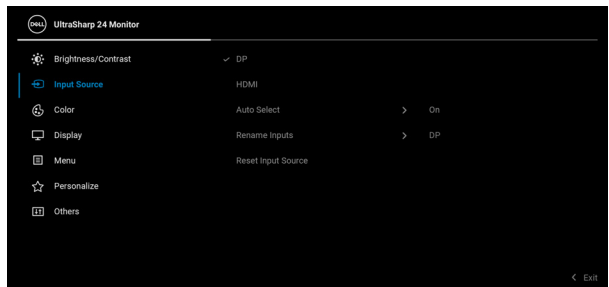 DELL UltraSharp 24 Monitor
Brightness/Contrast ✓ DP
Input Source HDMI
Color Auto Select > On
Display Rename Inputs > DP
Menu Reset Input Source
Personalize
Others
< Exit